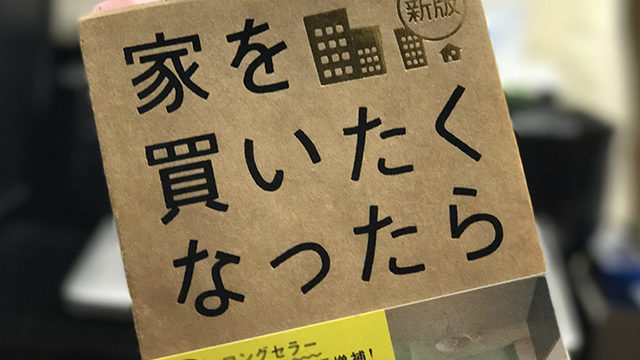 新版
家を
買いたく
なったら
ロングセラー
増補!